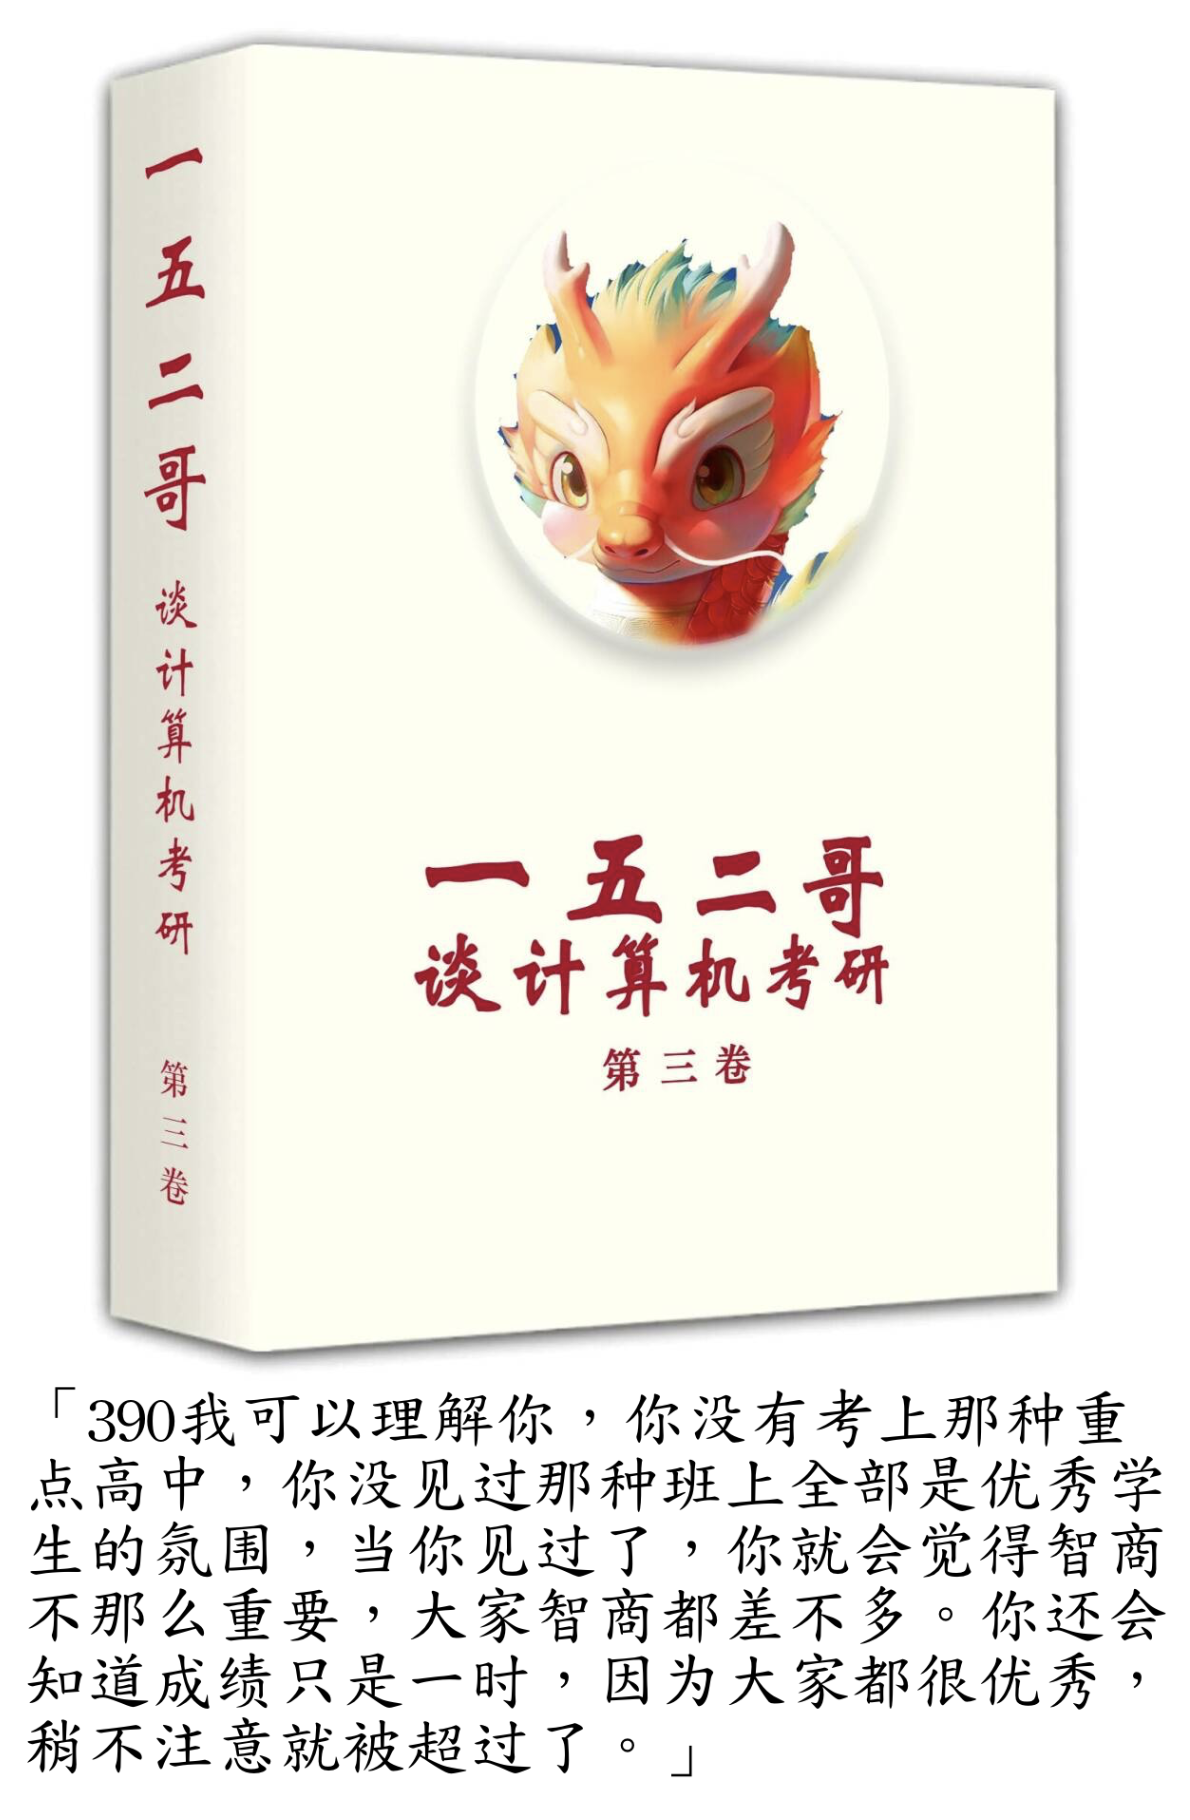 一五二哥
谈计算机考研
第三卷
一五二哥
谈计算机考研
第三卷
「390我可以理解你，你没有考上那种重
点高中，你没见过那种班上全部是优秀学
生的氛围，当你见过了，你就会觉得智商
不那么重要，大家智商都差不多。你还会
知道成绩只是一时，因为大家都很优秀，
稍不注意就被超过了。」